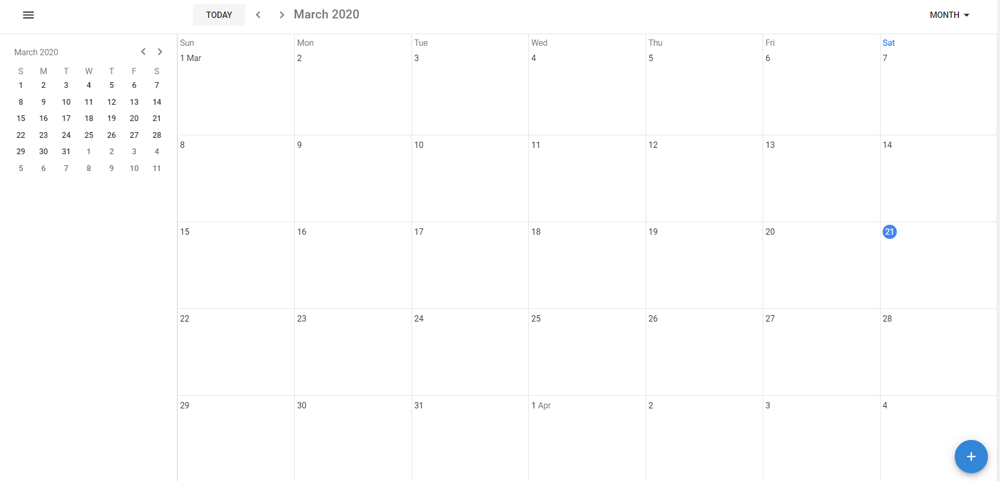 TODAY March 2020 MONTH
March 2020
S M T W T F S
1 2 3 4 5 6 7
8 9 10 11 12 13 14
15 16 17 18 19 20 21
22 23 24 25 26 27 28
29 30 31 1 2 3 4
5 6 7 8 9 10 11
Sun Mon Tue Wed Thu Fri Sat
1 Mar 2 3 4 5 6 7
8 9 10 11 12 13 14
15 16 17 18 19 20 21
22 23 24 25 26 27 28
29 30 31 1 Apr 2 3 4